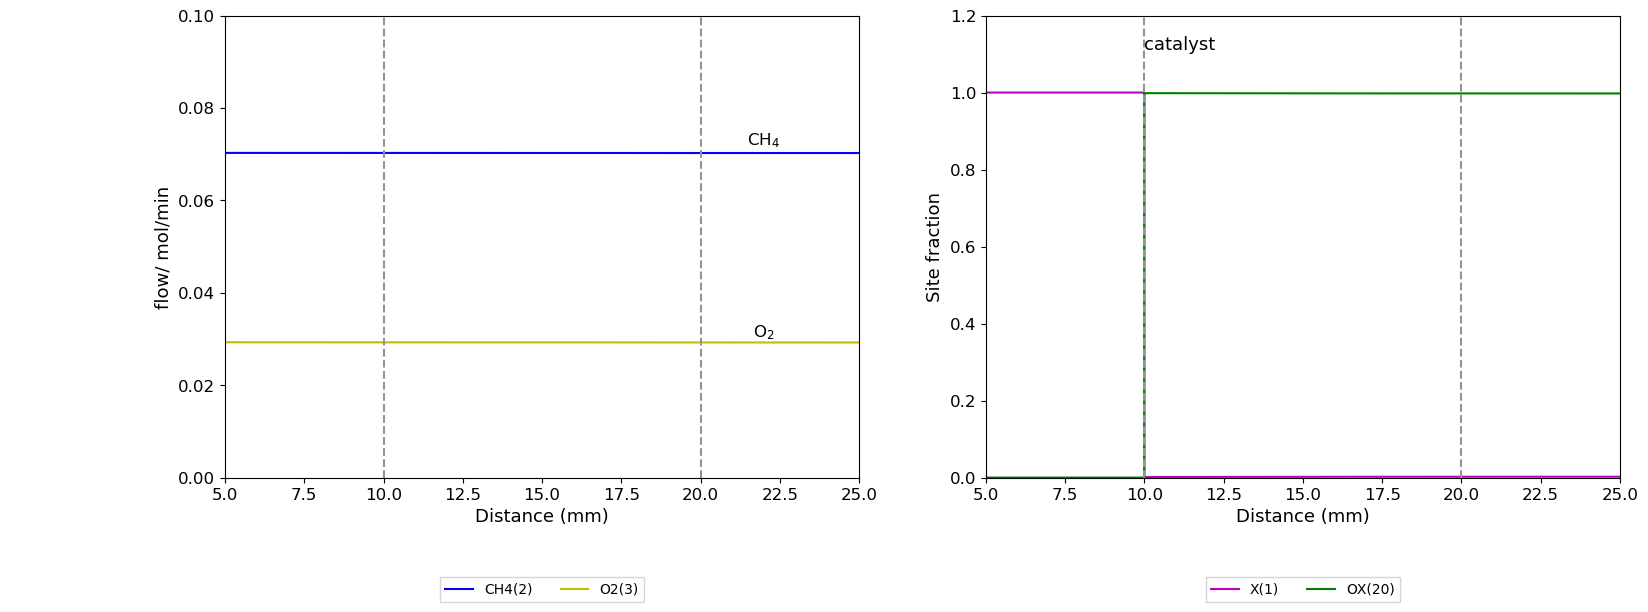 0.10
0.08
0.06
0.04
0.02
0.00
flow/ mol/min
CH₄
O₂
5.0 7.5 10.0 12.5 15.0 17.5 20.0 22.5 25.0
Distance (mm)
CH4(2) O2(3)
1.2
1.0
0.8
0.6
0.4
0.2
0.0
Site fraction
catalyst
5.0 7.5 10.0 12.5 15.0 17.5 20.0 22.5 25.0
Distance (mm)
X(1) OX(20)